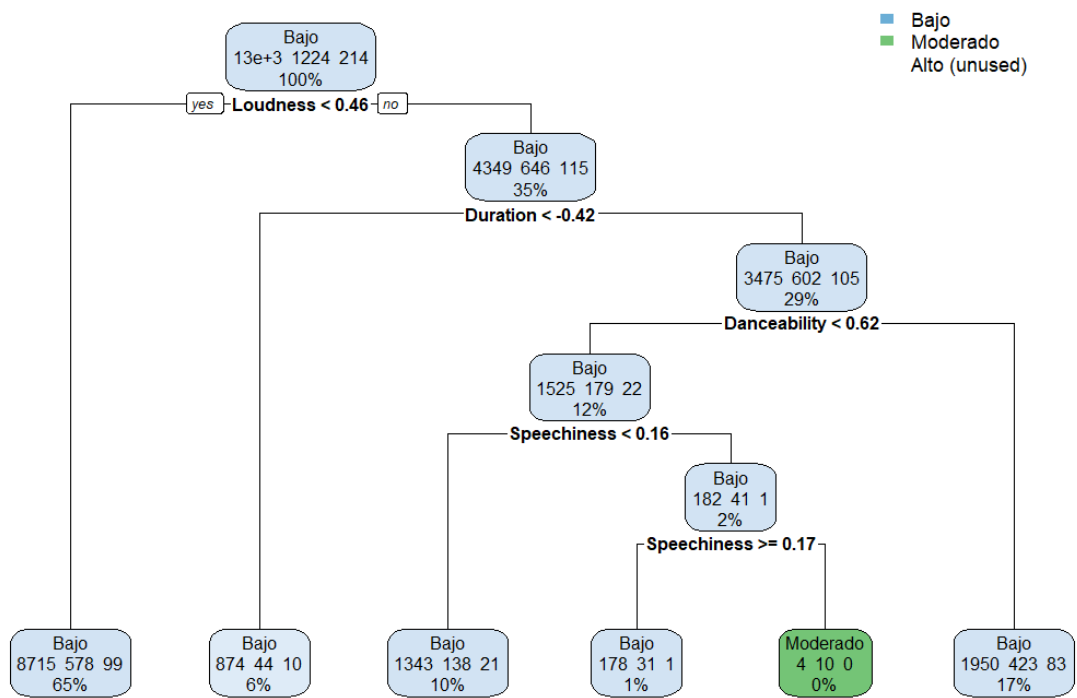 Bajo
13e+3 1224 214
100%
Bajo
Moderado
Alto (unused)
yes Loudness < 0.46 no
Bajo
4349 646 115
35%
Duration < -0.42
Bajo
3475 602 105
29%
Danceability < 0.62
Bajo
1525 179 22
12%
Speechiness < 0.16
Bajo
182 41 1
2%
Speechiness >= 0.17
Bajo
8715 578 99
65%
Bajo
874 44 10
6%
Bajo
1343 138 21
10%
Bajo
178 31 1
1%
Moderado
4 10 0
0%
Bajo
1950 423 83
17%